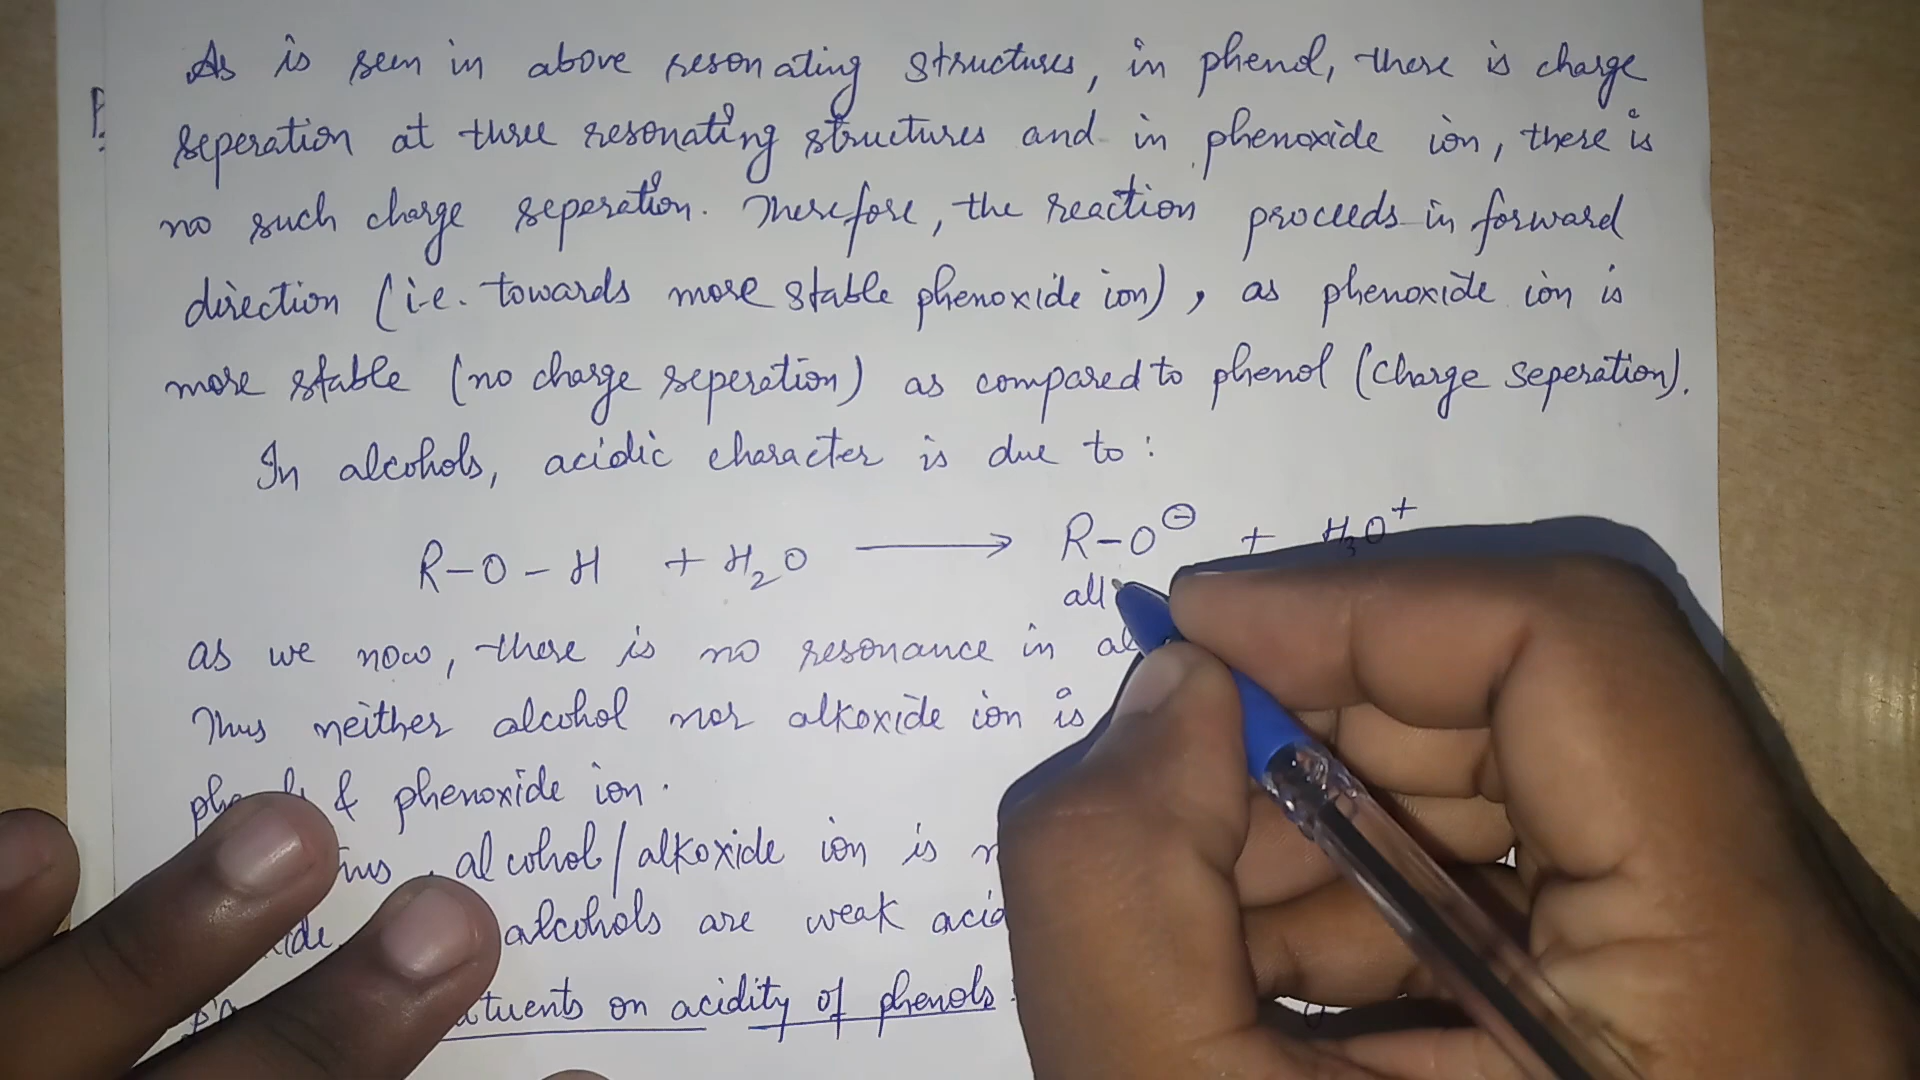 As is seen in above resonating structures, in phenol, there is charge
seperation at three resonating structures and in phenoxide ion, there is
no such charge seperation. Therefore, the reaction proceeds in forward
direction (i.e. towards more stable phenoxide ion), as phenoxide ion is
more stable (no charge seperation) as compared to phenol (charge seperation).
In alcohols, acidic character is due to :
R-O-H + H₂O ⟶ R-O⊖ + H₃O⁺
all
as we now, there is no resonance in
Thus neither alcohol nor alkoxide ion is
& phenoxide ion.
alcohol/alkoxide ion is
alcohols are weak
on acidity of phenols :